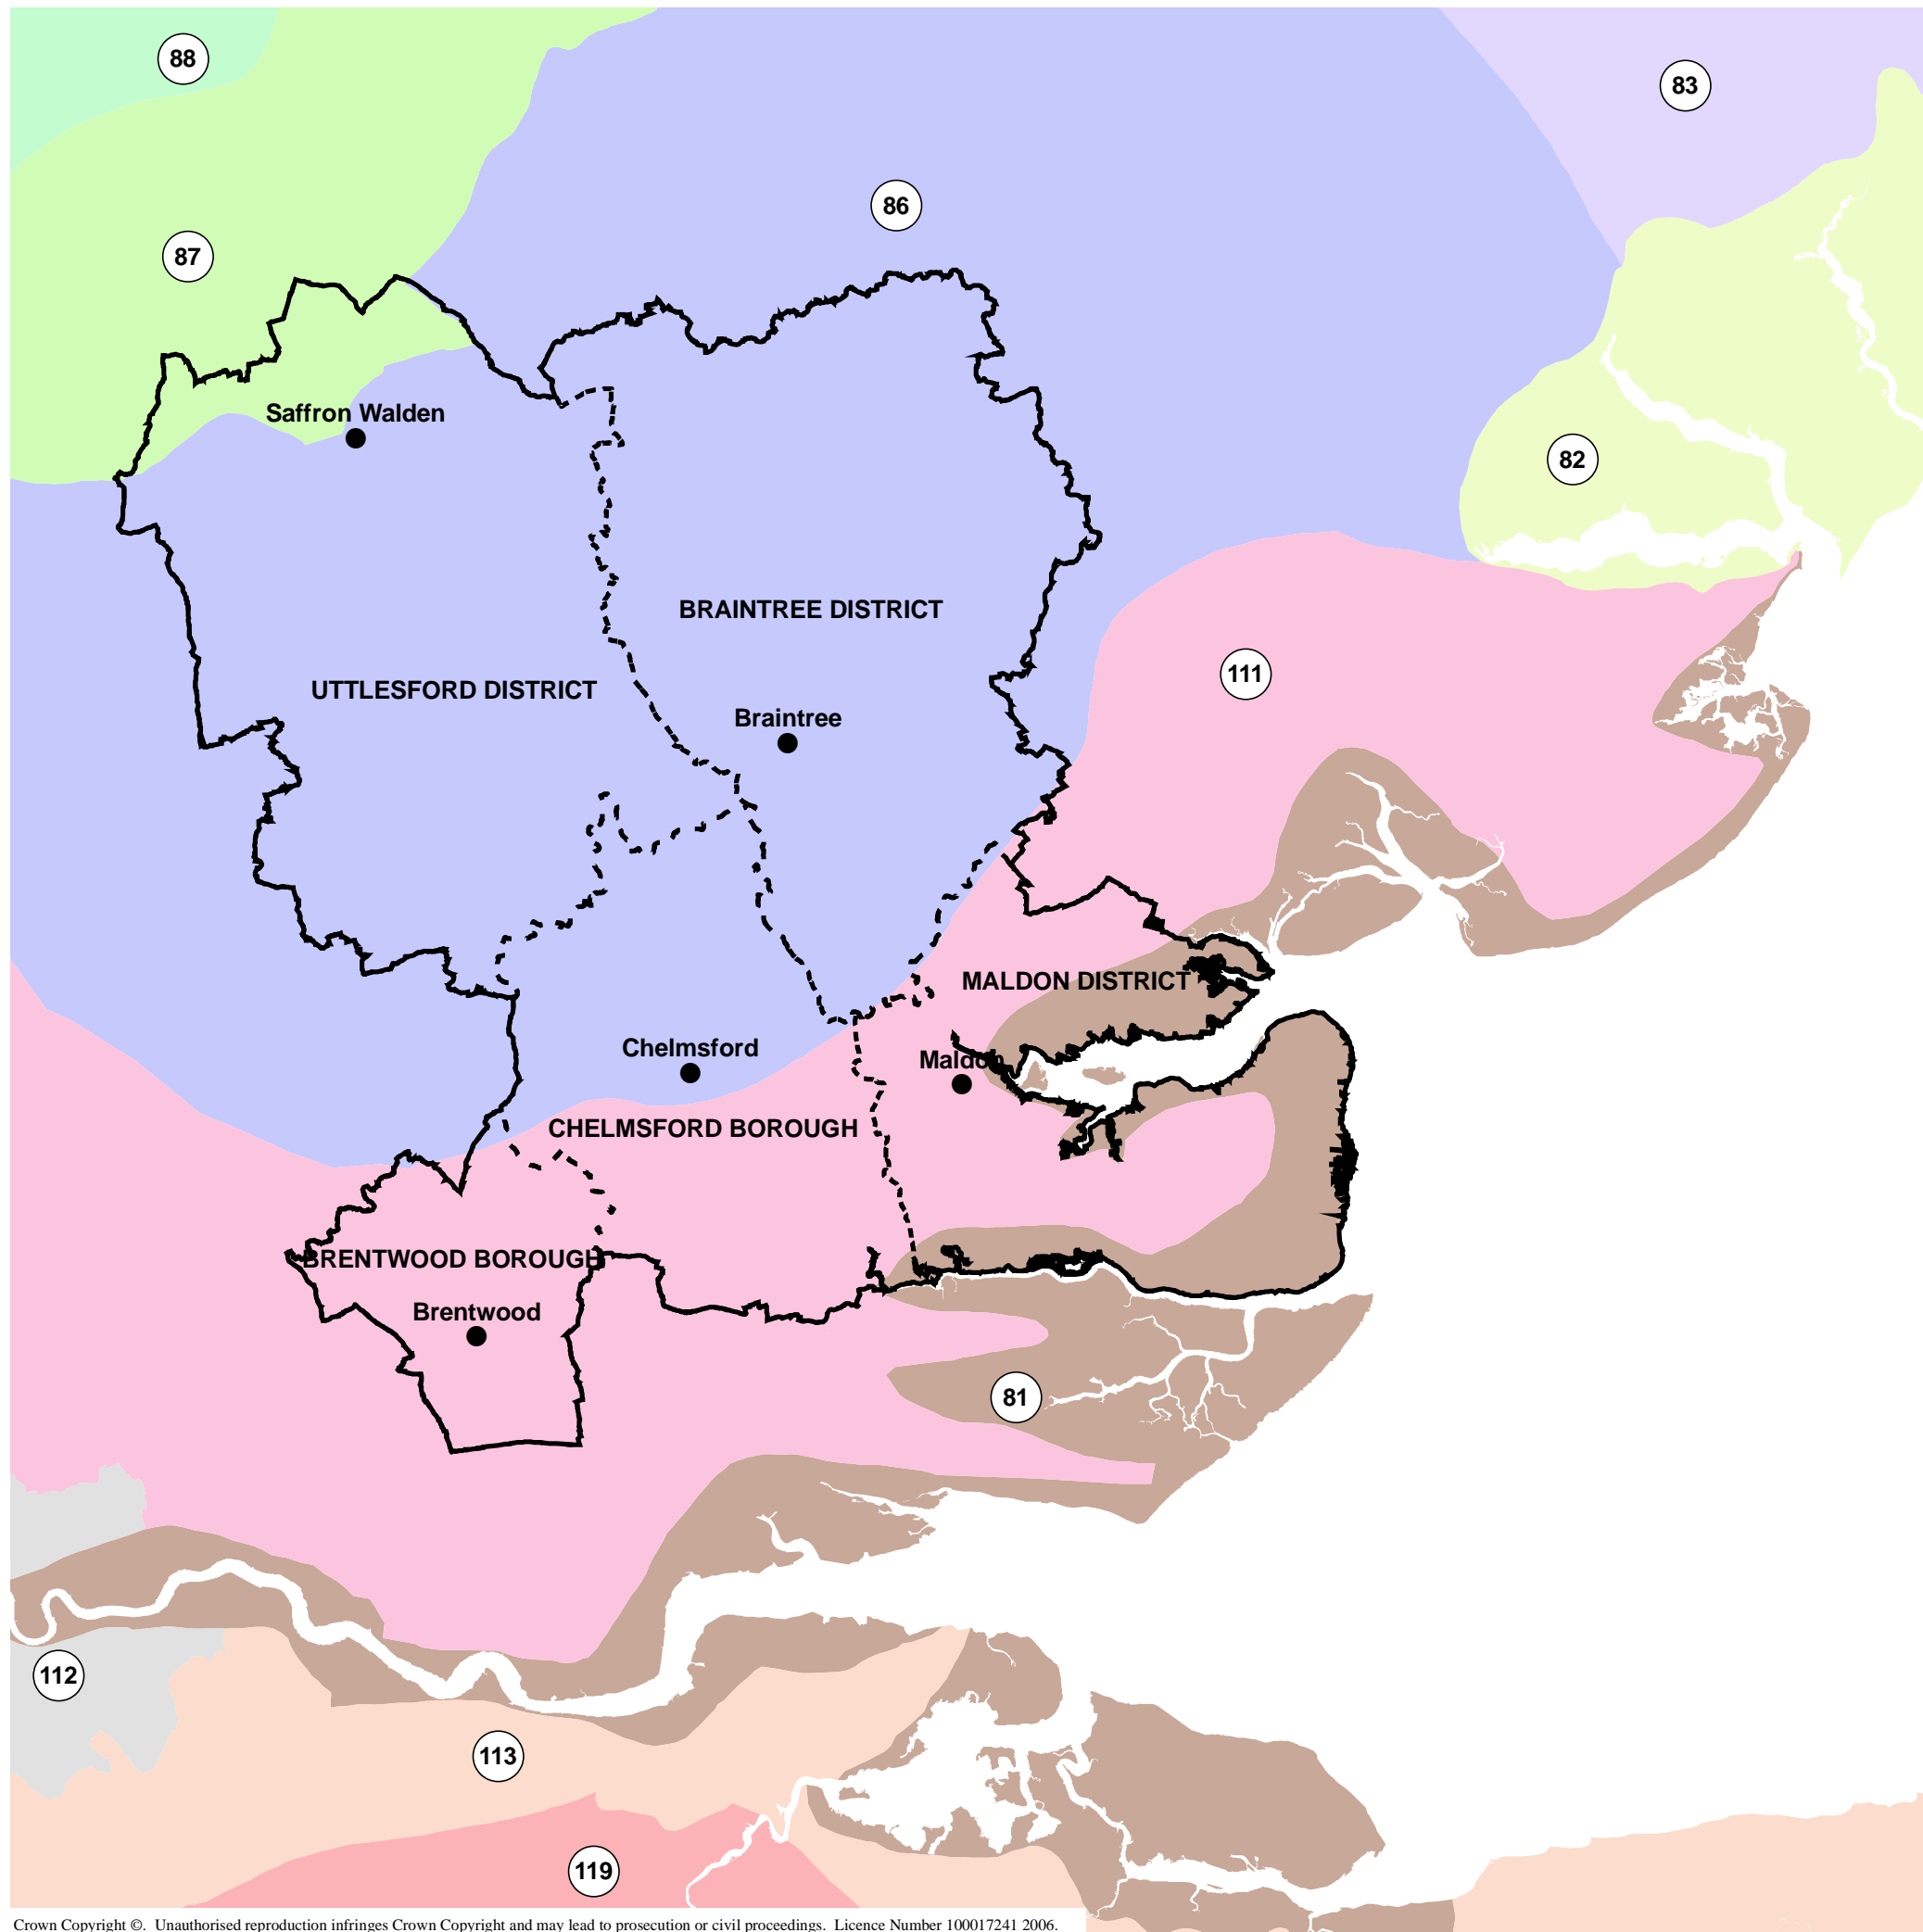 88
83
86
87
Saffron Walden
82
BRAINTREE DISTRICT
111
UTTLESFORD DISTRICT
Braintree
MALDON DISTRICT
Chelmsford
Maldon
CHELMSFORD BOROUGH
BRENTWOOD BOROUGH
Brentwood
81
112
113
119
Crown Copyright ©. Unauthorised reproduction infringes Crown Copyright and may lead to prosecution or civil proceedings. Licence Number 100017241 2006.